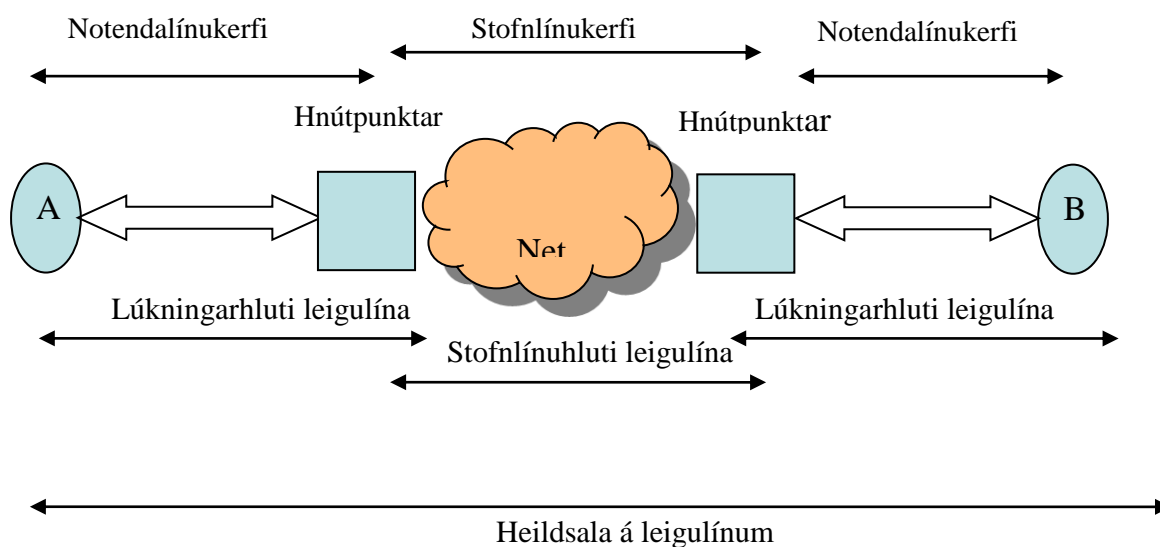 Notendalínukerfi
Stofnlínukerfi
Notendalínukerfi
Hnútpunktar
Hnútpunktar
A
Net
B
Lúkningarhluti leigulína
Lúkningarhluti leigulína
Stofnlínuhluti leigulína
Heildsala á leigulínum